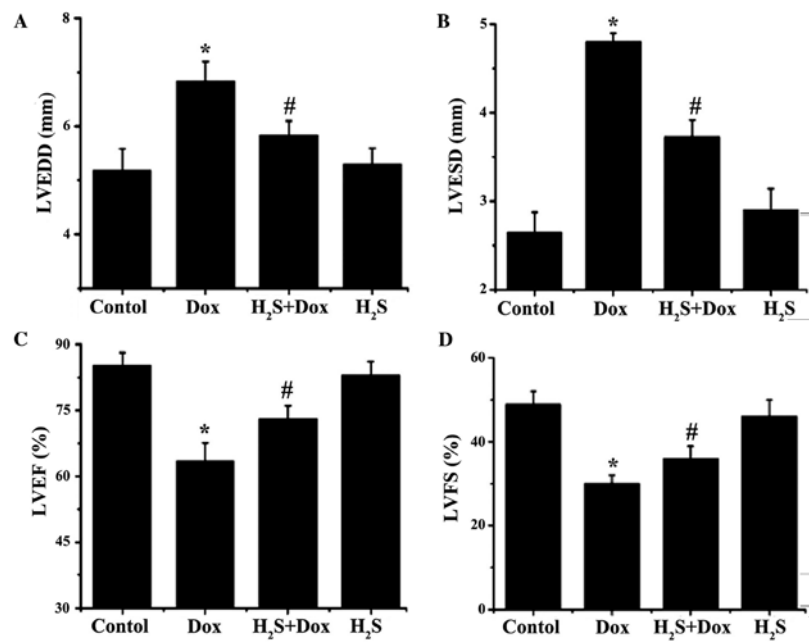 A
8
6
4
LVEDD (mm)
*
#
Contol Dox H₂S+Dox H₂S
B
5
4
3
2
LVESD (mm)
*
#
Contol Dox H₂S+Dox H₂S
C
90
75
60
45
30
LVEF (%)
*
#
Contol Dox H₂S+Dox H₂S
D
60
40
20
0
LVFS (%)
*
#
Contol Dox H₂S+Dox H₂S